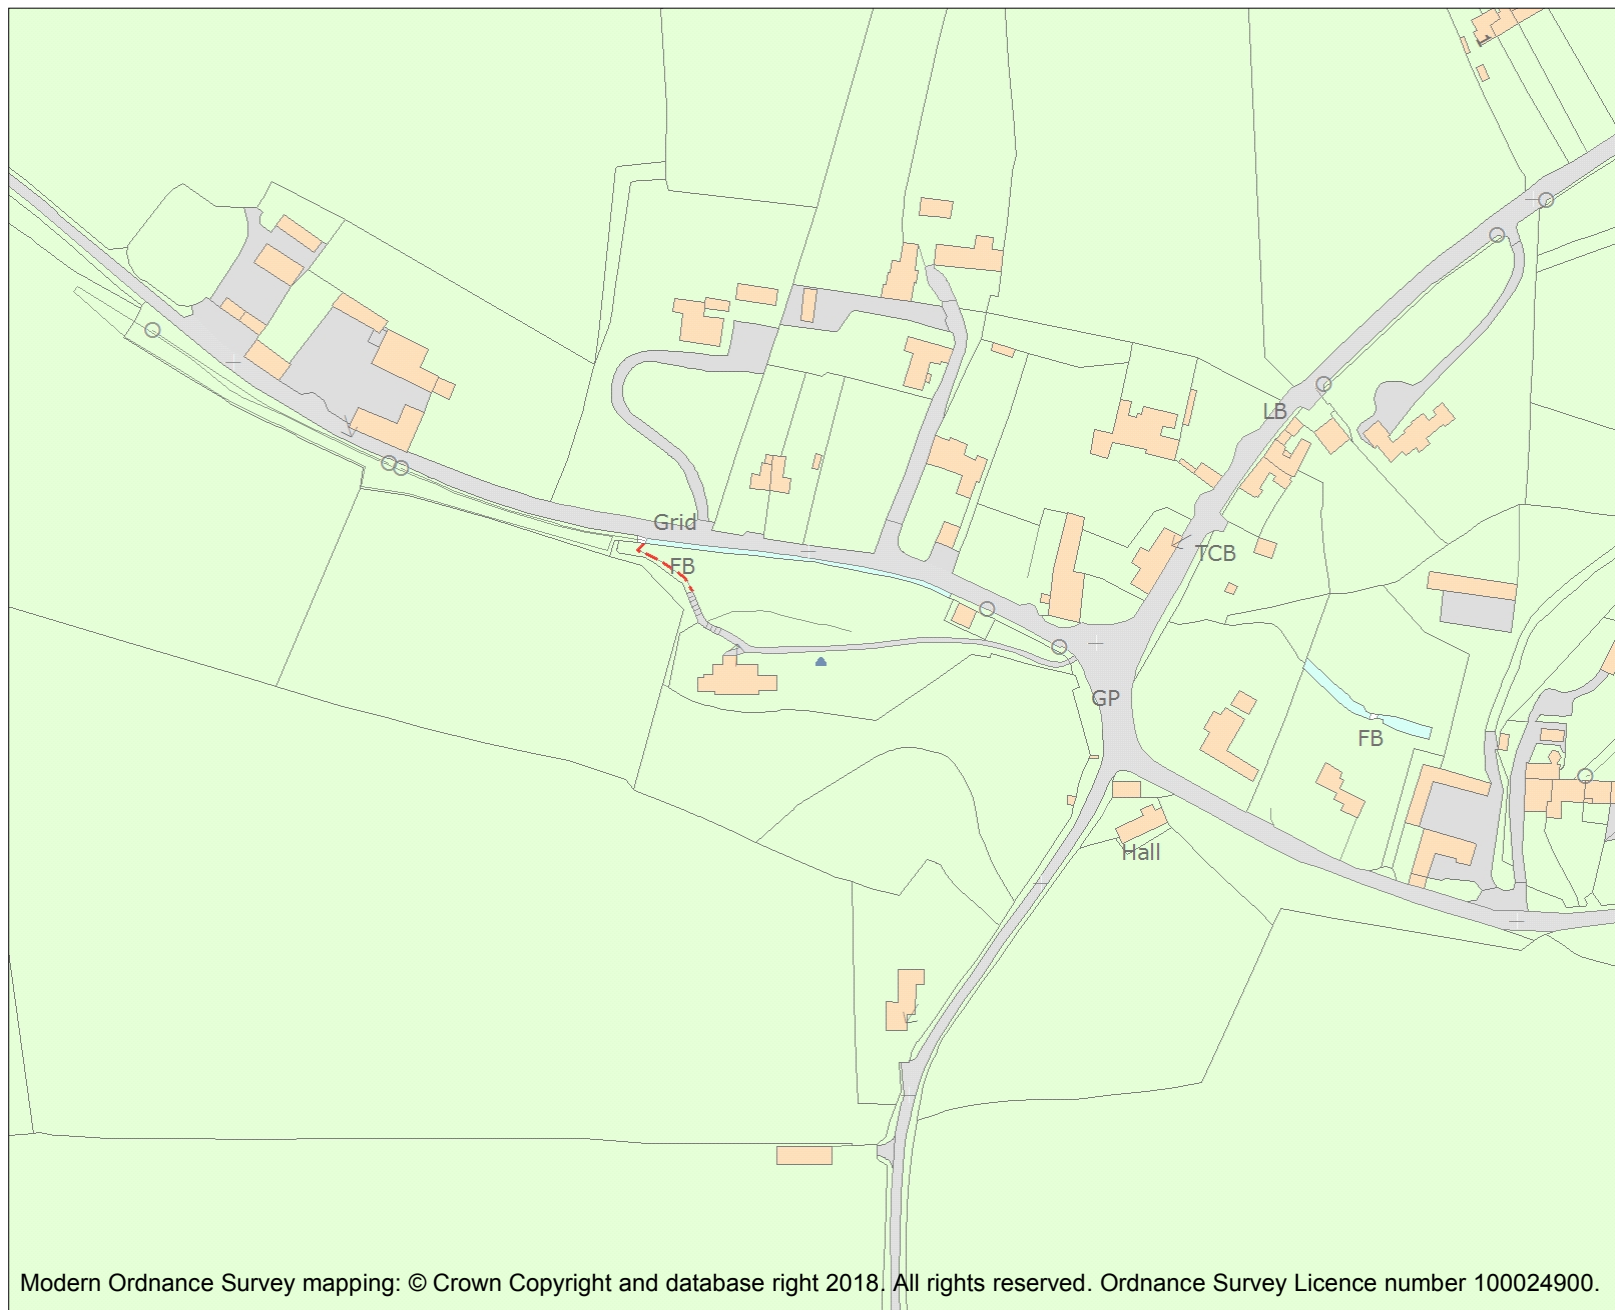 1
LB
Grid
TCB
FB
GP
FB
Hall
Modern Ordnance Survey mapping: © Crown Copyright and database right 2018. All rights reserved. Ordnance Survey Licence number 100024900.